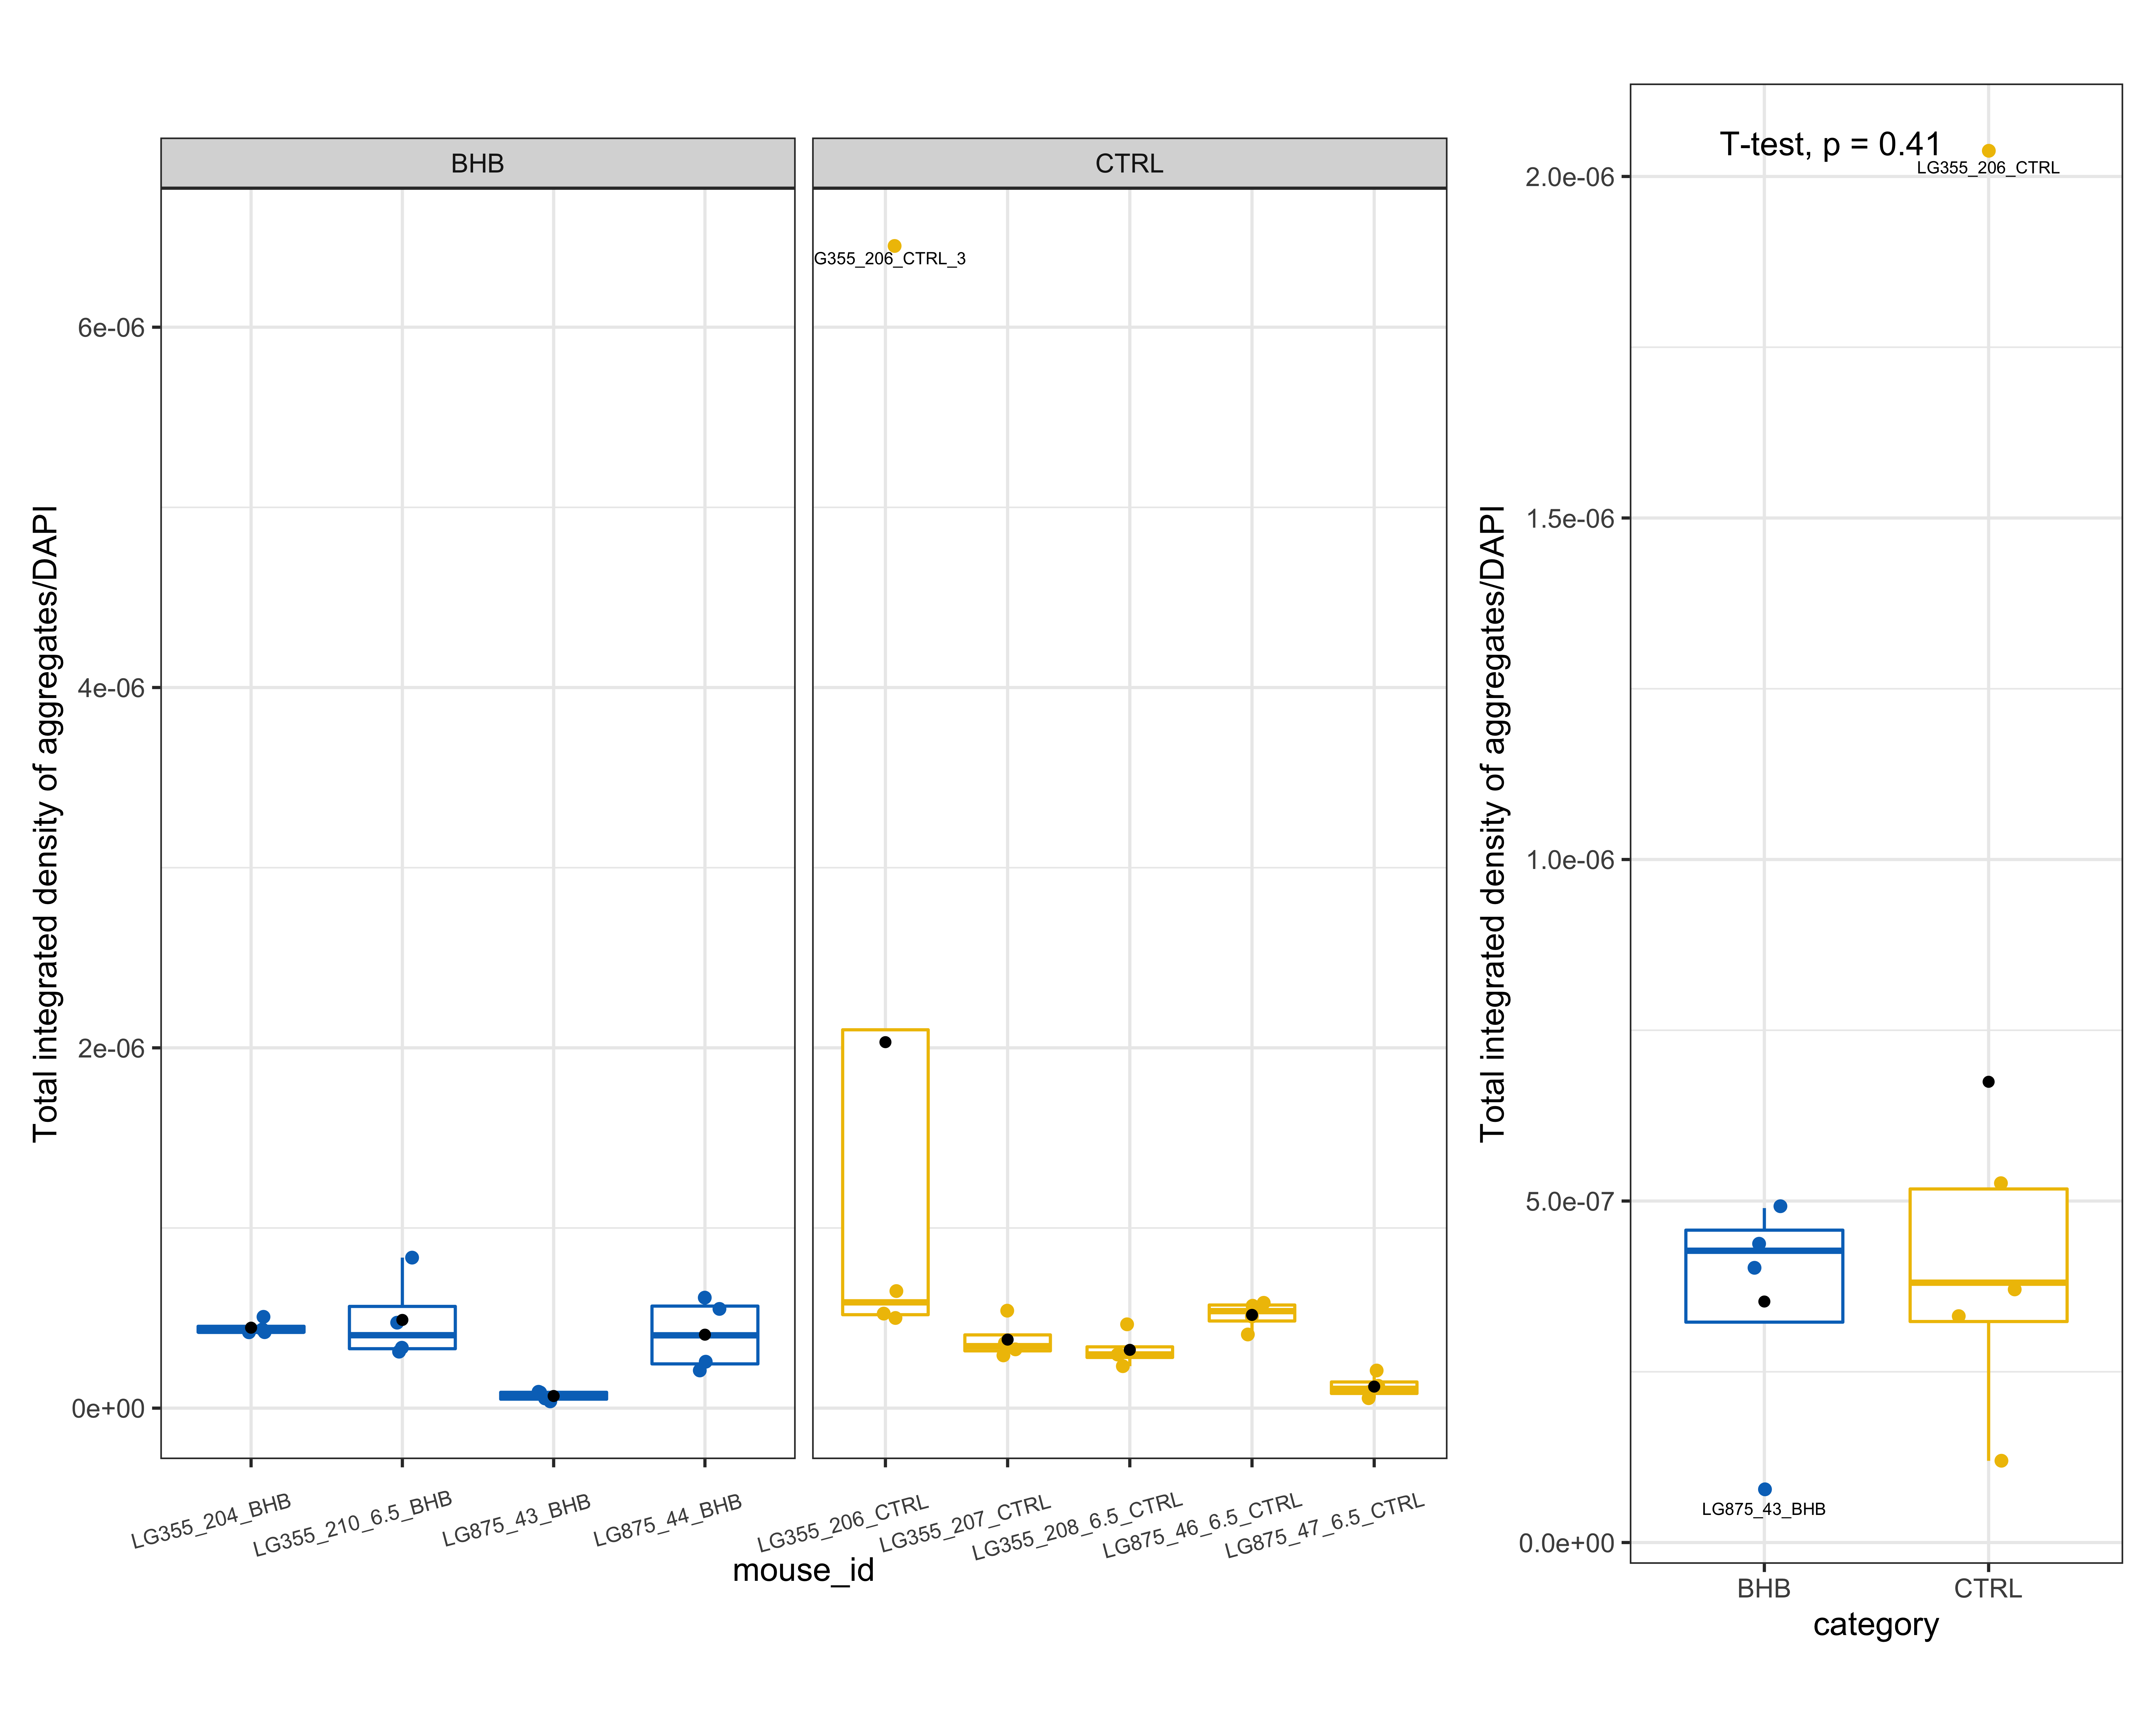 BHB
CTRL
G355_206_CTRL_3
Total integrated density of aggregates/DAPI
6e-06
4e-06
2e-06
0e+00
LG355_204_BHB
LG355_210_6.5_BHB
LG875_43_BHB
LG875_44_BHB
LG355_206_CTRL
LG355_207_CTRL
LG355_208_6.5_CTRL
LG875_46_6.5_CTRL
LG875_47_6.5_CTRL
mouse_id
T-test, p = 0.41
LG355_206_CTRL
Total integrated density of aggregates/DAPI
2.0e-06
1.5e-06
1.0e-06
5.0e-07
0.0e+00
LG875_43_BHB
BHB
CTRL
category